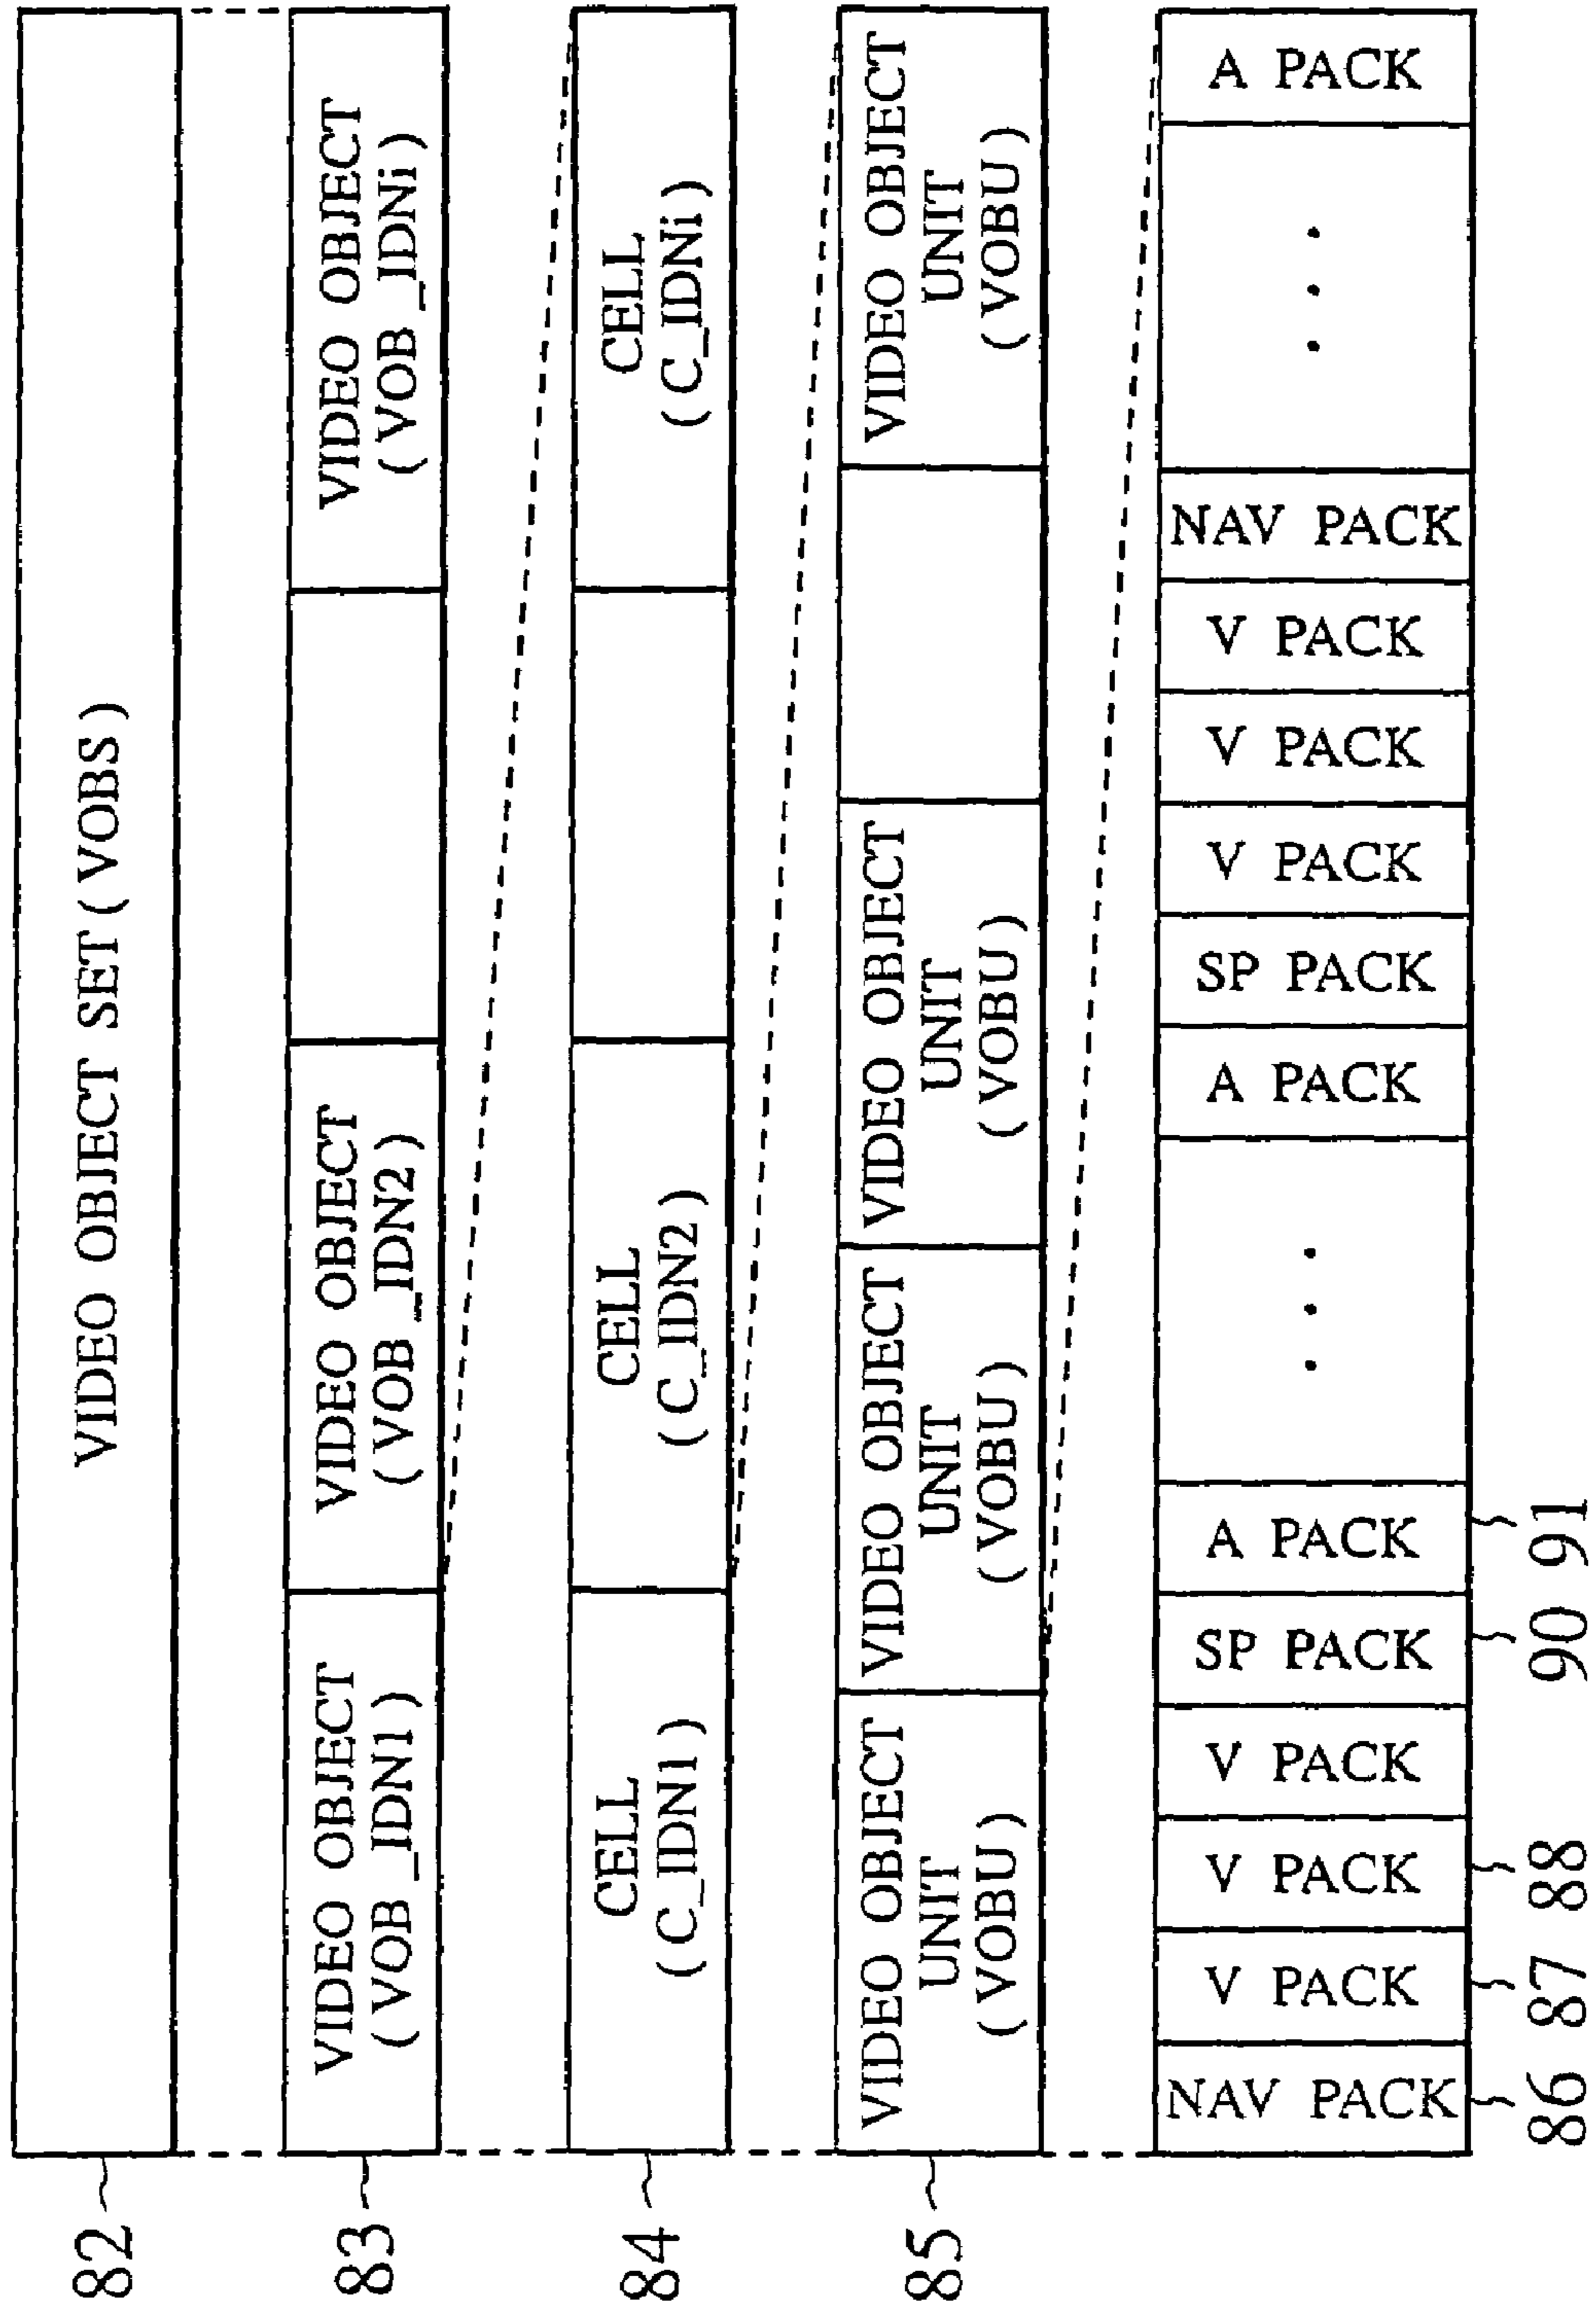 82
VIDEO OBJECT SET (VOBS)
83
VIDEO OBJECT
(VOB_IDN1)
VIDEO OBJECT
(VOB_IDN2)
VIDEO OBJECT
(VOB_IDNi)
84
CELL
(C_IDN1)
CELL
(C_IDN2)
CELL
(C_IDNi)
85
VIDEO OBJECT
UNIT
(VOBU)
VIDEO OBJECT
UNIT
(VOBU)
VIDEO OBJECT
UNIT
(VOBU)
VIDEO OBJECT
UNIT
(VOBU)
NAV PACK
V PACK
V PACK
V PACK
SP PACK
A PACK
. . .
A PACK
SP PACK
V PACK
V PACK
V PACK
NAV PACK
. . .
A PACK
86
87
88
90
91